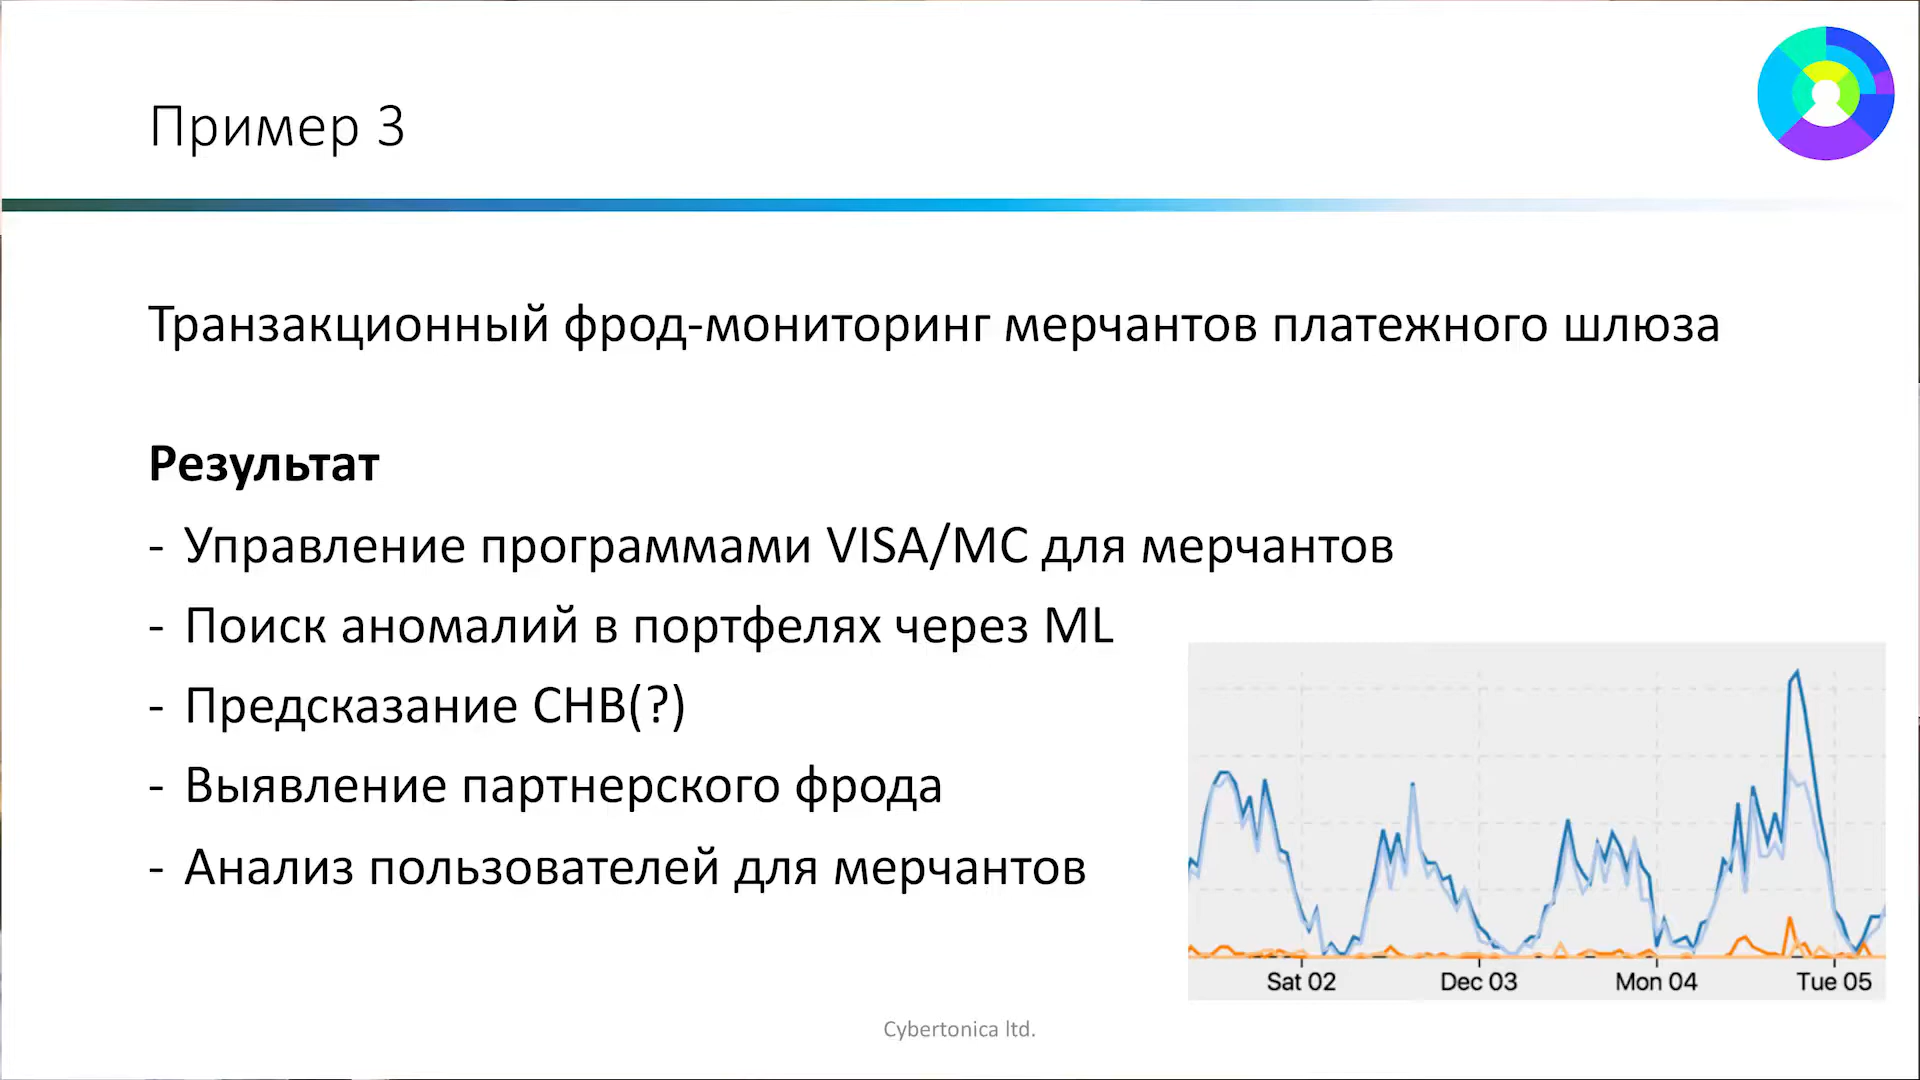 Пример 3
Транзакционный фрод-мониторинг мерчантов платежного шлюза
Результат
- Управление программами VISA/MC для мерчантов
- Поиск аномалий в портфелях через ML
- Предсказание CHB(?)
- Выявление партнерского фрода
- Анализ пользователей для мерчантов
Sat 02 Dec 03 Mon 04 Tue 05
Cybertonica ltd.